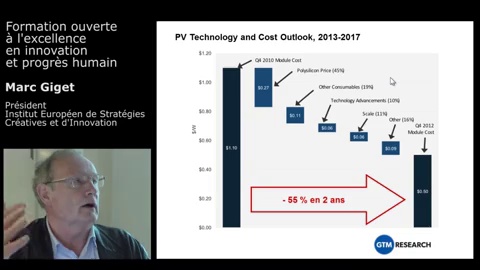 Formation ouverte
à l'excellence
en innovation
et progrès humain
Marc Giget
Président
Institut Européen de Stratégies
Créatives et d'Innovation
PV Technology and Cost Outlook, 2013-2017
$1.20
$1.00
$0.80
$0.60
$0.40
$0.20
$0.00
$/W
Q4 2010 Module Cost
Polysilicon Price (45%)
Other Consumables (19%)
Technology Advancements (10%)
Scale (11%)
Other (16%)
Q4 2012
Module
Cost
$1.10
$0.27
$0.11
$0.06
$0.06
$0.09
$0.50
- 55 % en 2 ans
GTM RESEARCH